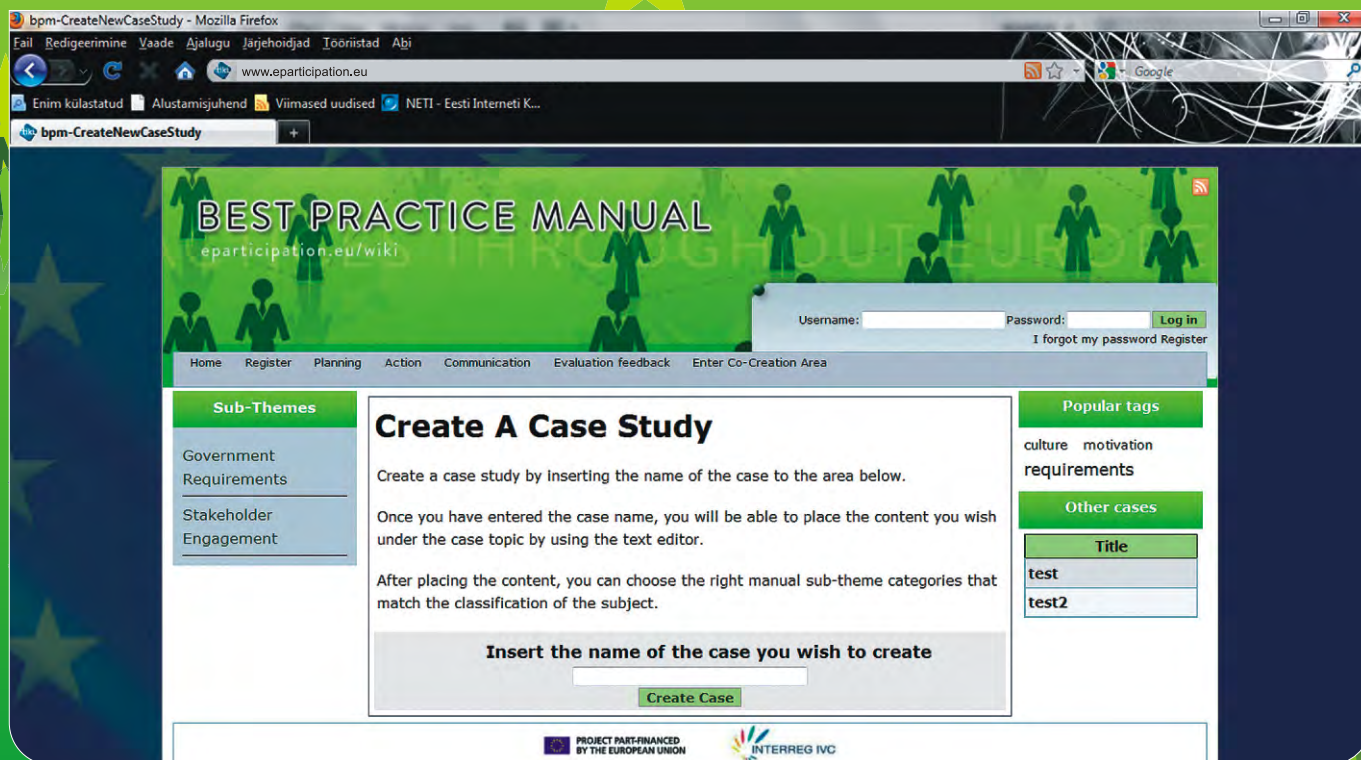 bpm-CreateNewCaseStudy - Mozilla Firefox
Fail Redigeerimine Vaade Ajalugu Järjehoidjad Tööriistad Abi
www.eparticipation.eu
Google
Enim külastatud Alustamisjuhend Viimased uudised NETI - Eesti Interneti K...
bpm-CreateNewCaseStudy
BEST PRACTICE MANUAL
eparticipation.eu/wiki
THROUGHOUT EUROPE
Username: Password: Log in
I forgot my password Register
Home Register Planning Action Communication Evaluation feedback Enter Co-Creation Area
Sub-Themes
Government
Requirements
Stakeholder
Engagement
Create A Case Study
Create a case study by inserting the name of the case to the area below.
Once you have entered the case name, you will be able to place the content you wish
under the case topic by using the text editor.
After placing the content, you can choose the right manual sub-theme categories that
match the classification of the subject.
Insert the name of the case you wish to create
Create Case
Popular tags
culture motivation
requirements
Other cases
Title
test
test2
PROJECT PART-FINANCED
BY THE EUROPEAN UNION
INTERREG IVC